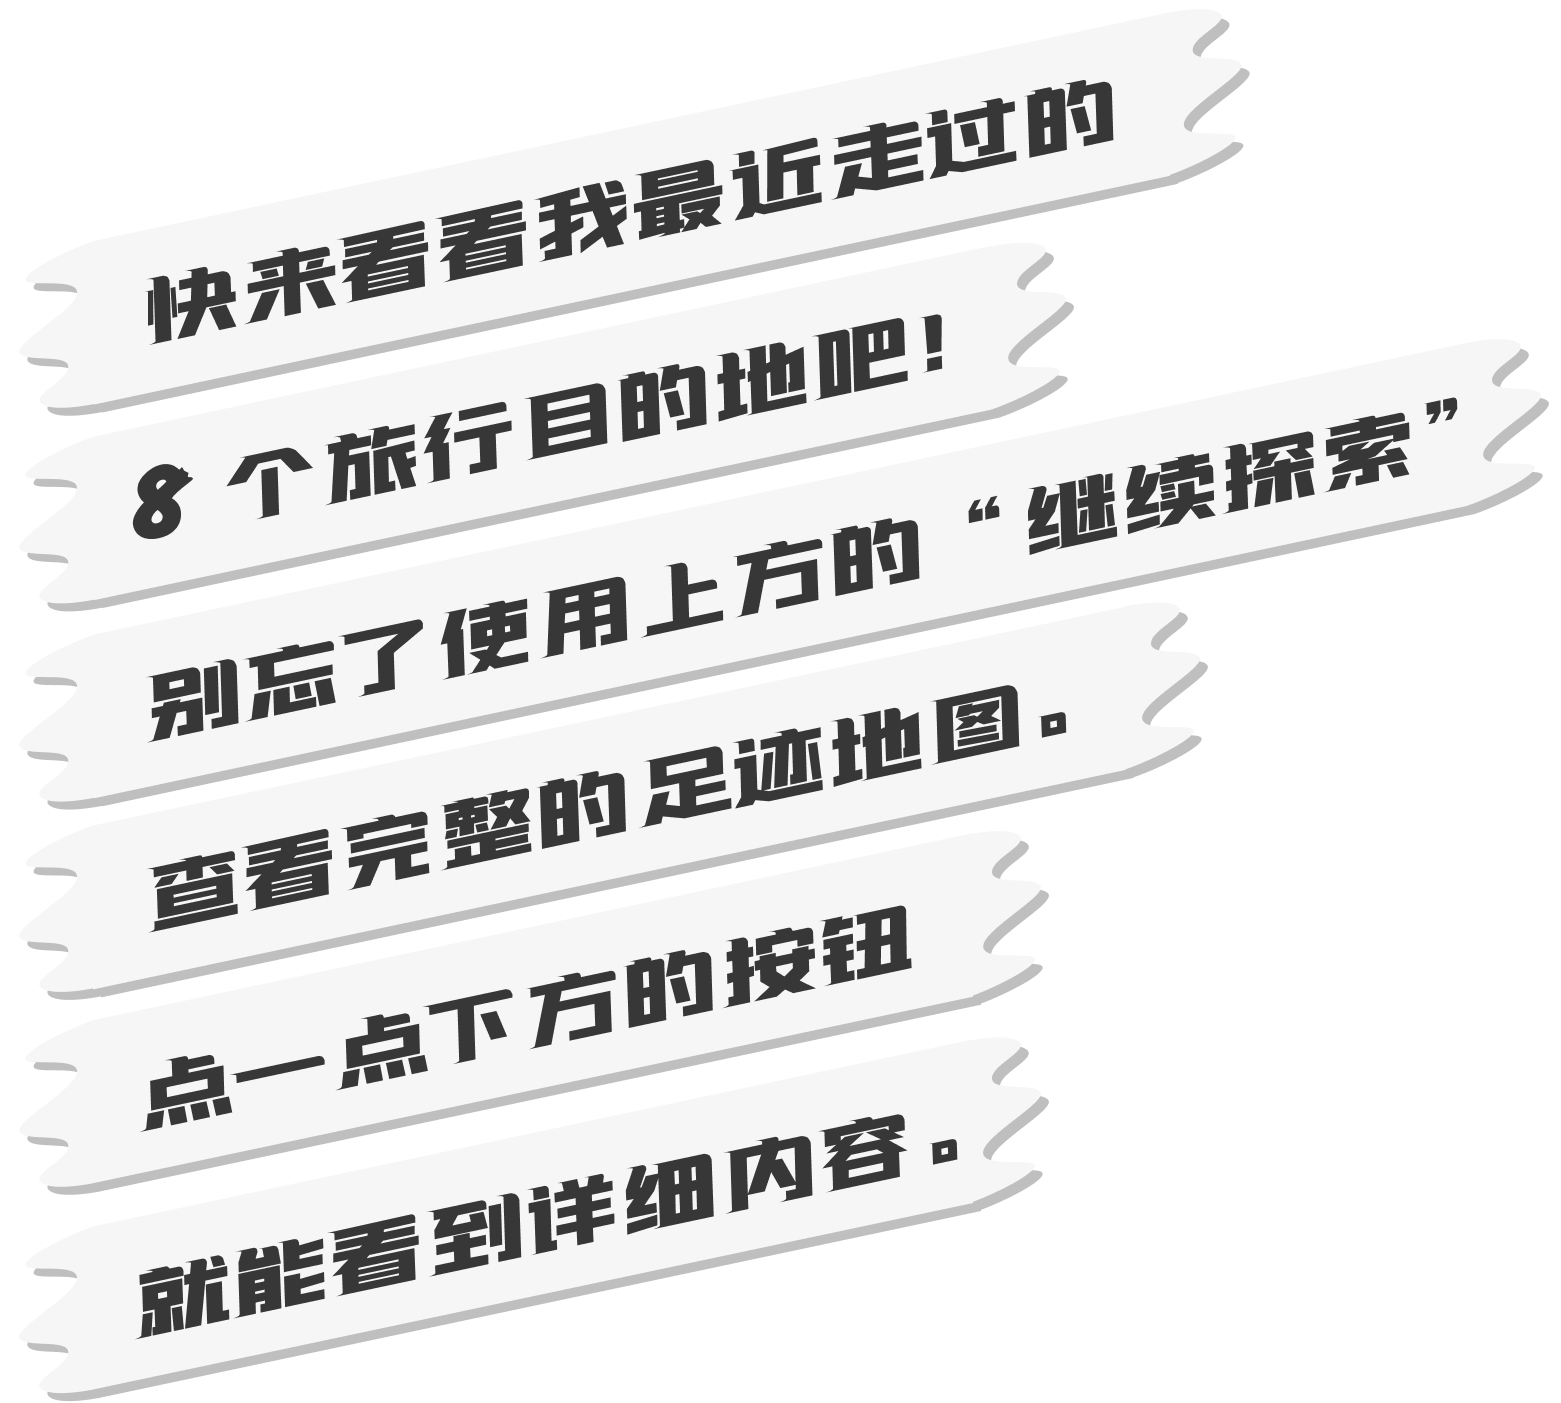 快来看看我最近走过的
8个旅行目的地吧！
别忘了使用上方的“继续探索”
查看完整的足迹地图。
点一点下方的按钮
就能看到详细内容。